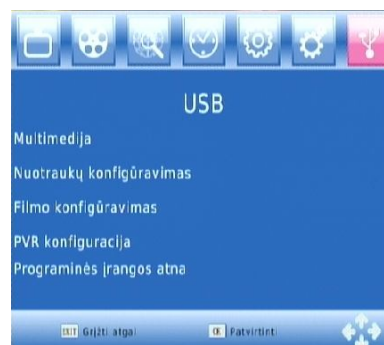 USB
Multimedija
Nuotraukų konfigūravimas
Filmo konfigūravimas
PVR konfiguracija
Programinės įrangos atna
EXIT Grįžti atgal
OK Patvirtinti